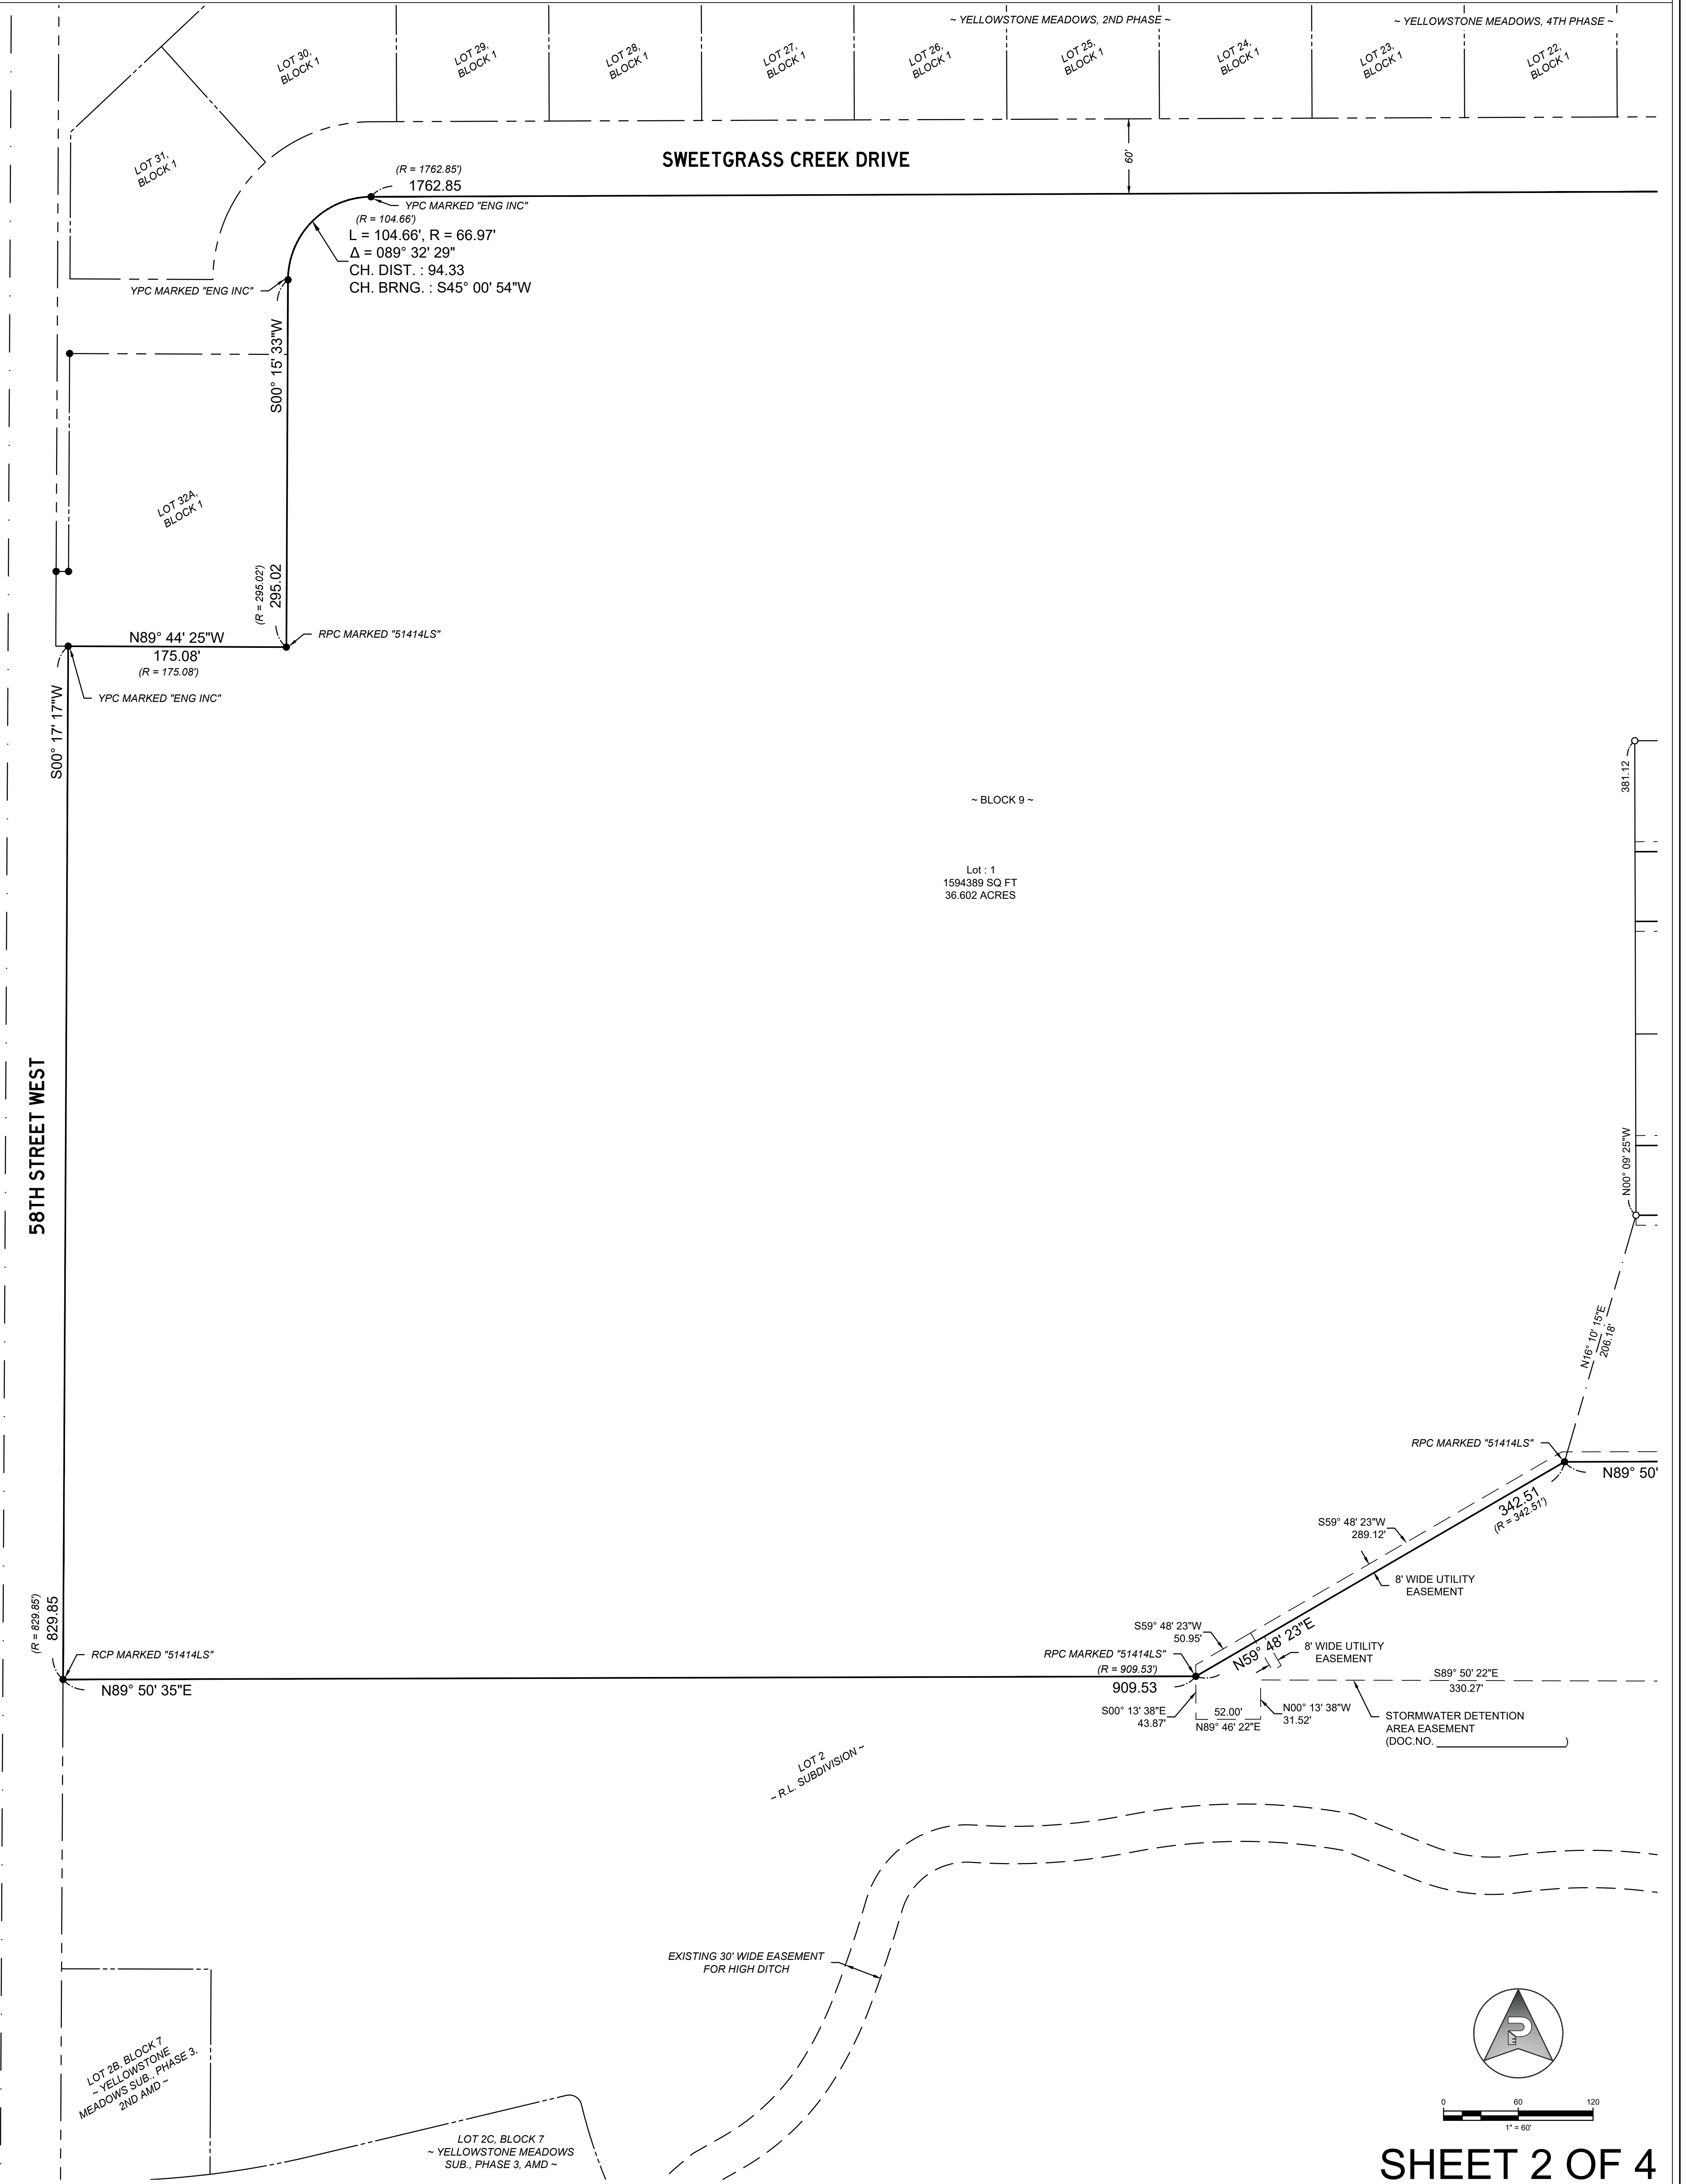 ~ YELLOWSTONE MEADOWS, 2ND PHASE ~
~ YELLOWSTONE MEADOWS, 4TH PHASE ~
LOT 30,
BLOCK 1
LOT 29,
BLOCK 1
LOT 28,
BLOCK 1
LOT 27,
BLOCK 1
LOT 26,
BLOCK 1
LOT 25,
BLOCK 1
LOT 24,
BLOCK 1
LOT 23,
BLOCK 1
LOT 22,
BLOCK 1
LOT 31,
BLOCK 1
SWEETGRASS CREEK DRIVE
60'
(R = 1762.85')
1762.85
YPC MARKED "ENG INC"
(R = 104.66')
L = 104.66', R = 66.97'
Δ = 089° 32' 29"
CH. DIST. : 94.33
CH. BRNG. : S45° 00' 54"W
YPC MARKED "ENG INC"
S00° 15' 33"W
LOT 32A,
BLOCK 1
(R = 295.02')
295.02
RPC MARKED "51414LS"
N89° 44' 25"W
175.08'
(R = 175.08')
YPC MARKED "ENG INC"
S00° 17' 17"W
381.12
~ BLOCK 9 ~
Lot : 1
1594389 SQ FT
36.602 ACRES
58TH STREET WEST
N00° 09' 25"W
N16° 10' 15"E
206.18'
RPC MARKED "51414LS"
N89° 50'
342.51
(R = 342.51')
S59° 48' 23"W
289.12'
8' WIDE UTILITY
EASEMENT
(R = 829.85')
829.85
S59° 48' 23"W
50.95'
N59° 48' 23"E
8' WIDE UTILITY
EASEMENT
RCP MARKED "51414LS"
RPC MARKED "51414LS"
(R = 909.53')
909.53
N89° 50' 35"E
S89° 50' 22"E
330.27'
S00° 13' 38"E
43.87'
52.00'
N89° 46' 22"E
N00° 13' 38"W
31.52'
STORMWATER DETENTION
AREA EASEMENT
(DOC.NO. ____________________)
LOT 2
~ R.L. SUBDIVISION ~
EXISTING 30' WIDE EASEMENT
FOR HIGH DITCH
LOT 2B, BLOCK 7
~ YELLOWSTONE
MEADOWS SUB., PHASE 3,
2ND AMD ~
LOT 2C, BLOCK 7
~ YELLOWSTONE MEADOWS
SUB., PHASE 3, AMD ~
PE
0 60 120
1" = 60'
SHEET 2 OF 4